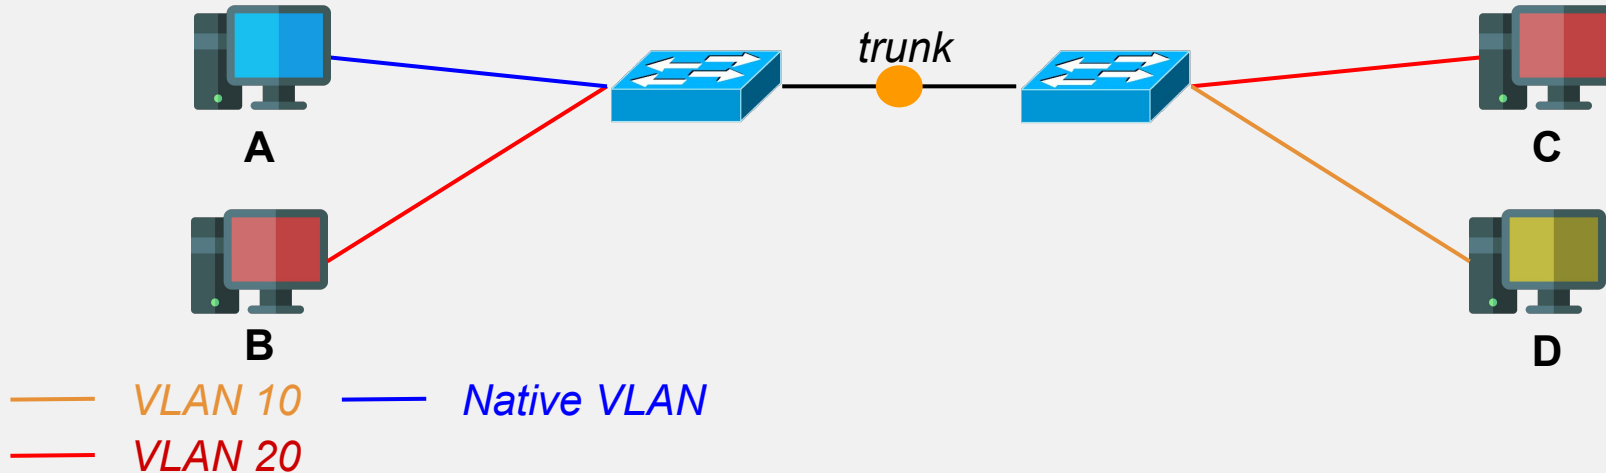 trunk
A
C
B
D
VLAN 10
Native VLAN
VLAN 20